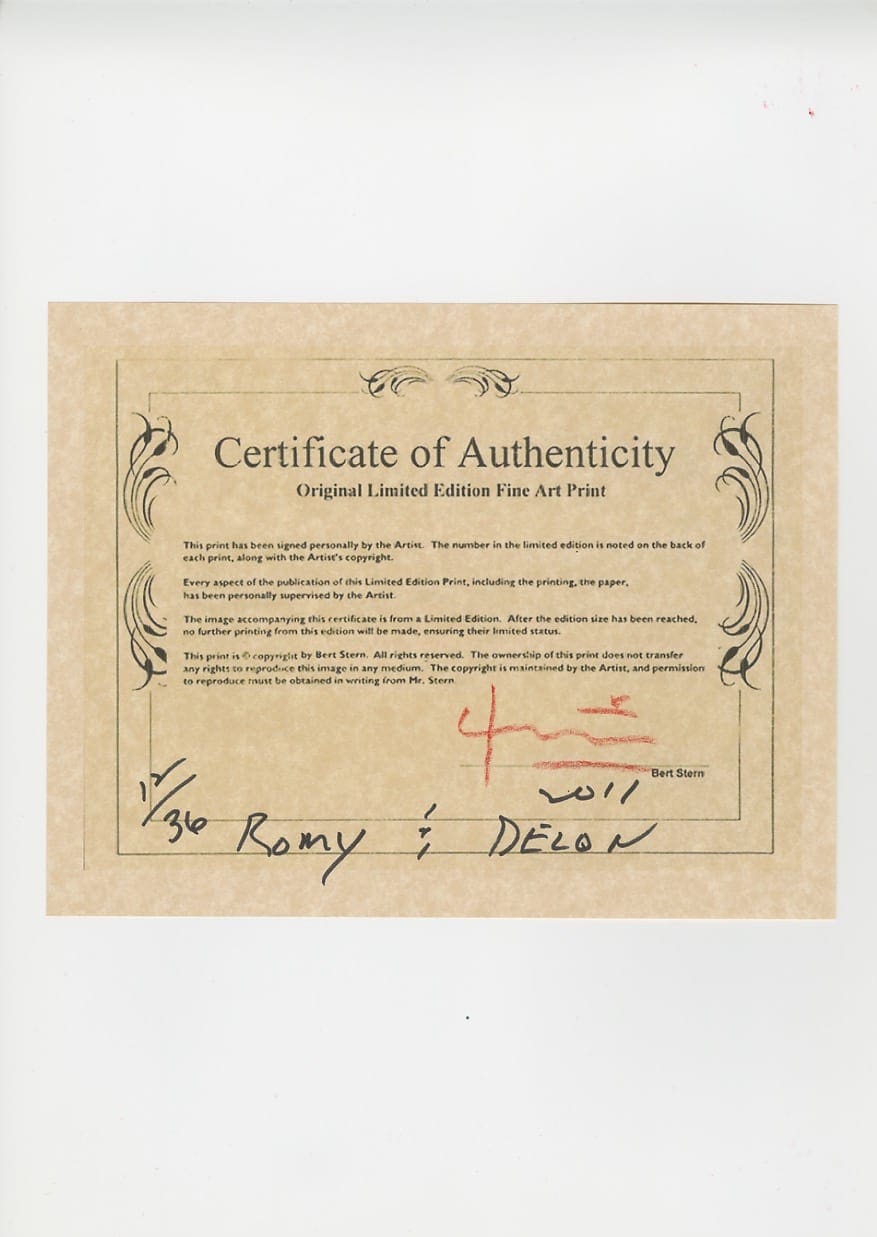 Certificate of Authenticity
Original Limited Edition Fine Art Print
This print has been signed personally by the Artist. The number in the limited edition is noted on the back of
each print, along with the Artist's copyright.
Every aspect of the publication of this Limited Edition Print, including the printing, the paper,
has been personally supervised by the Artist.
The image accompanying this certificate is from a Limited Edition. After the edition size has been reached,
no further printing from this edition will be made, ensuring their limited status.
This print is © copyright by Bert Stern. All rights reserved. The ownership of this print does not transfer
any rights to reproduce this image in any medium. The copyright is maintained by the Artist, and permission
to reproduce must be obtained in writing from Mr. Stern
Bert Stern
2011
12/36 ROMY & DELON